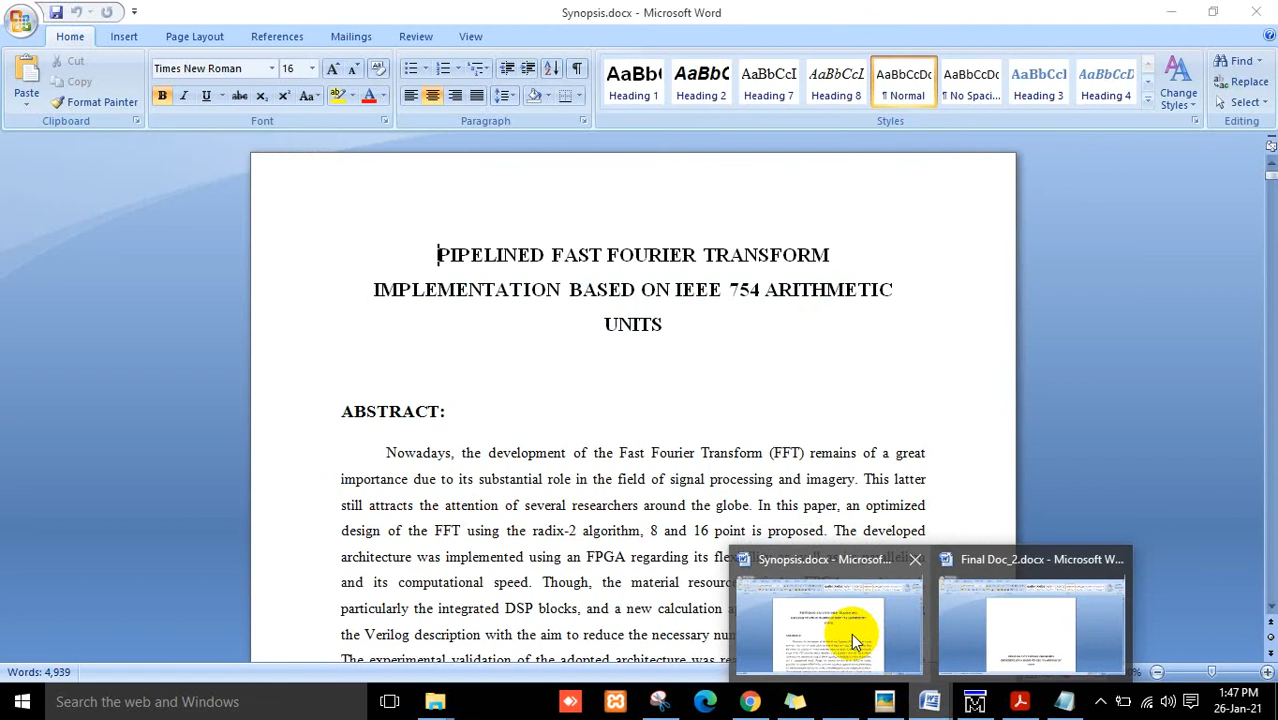 Synopsis.docx - Microsoft Word
Home Insert Page Layout References Mailings Review View
Paste
Cut
Copy
Format Painter
Clipboard
Times New Roman 16
Font
Paragraph
AaBb( AaBbC AaBbCcI AaBbCcL AaBbCcDc AaBbCcDc AaBbCcI AaBbCcL
Heading 1 Heading 2 Heading 7 Heading 8 ¶ Normal ¶ No Spaci... Heading 3 Heading 4
Change Styles
Styles
Find
Replace
Select
Editing
PIPELINED FAST FOURIER TRANSFORM
IMPLEMENTATION BASED ON IEEE 754 ARITHMETIC
UNITS
ABSTRACT:
Nowadays, the development of the Fast Fourier Transform (FFT) remains of a great
importance due to its substantial role in the field of signal processing and imagery. This latter
still attracts the attention of several researchers around the globe. In this paper, an optimized
design of the FFT using the radix-2 algorithm, 8 and 16 point is proposed. The developed
architecture was implemented using an FPGA regarding its
and its computational speed. Though, the material
particularly the integrated DSP blocks, and a new calculation
the Verilog description with the aim to reduce the necessary
Synopsis.docx - Microsof...
Final Doc_2.docx - Microsoft W...
Words: 4,939
Search the web and Windows
1:47 PM
26-Jan-21